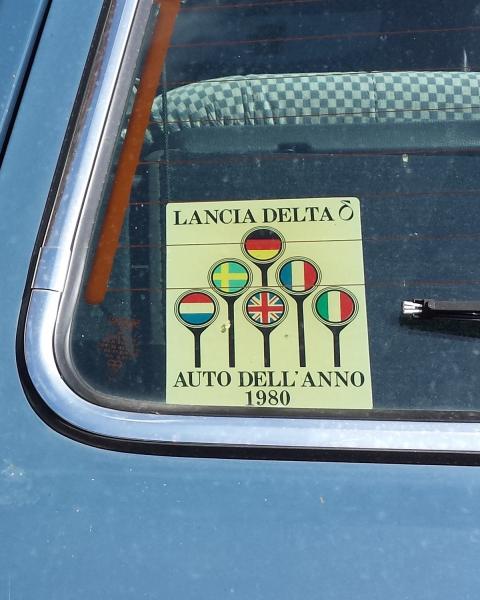 LANCIA DELTA δ
AUTO DELL'ANNO
1980